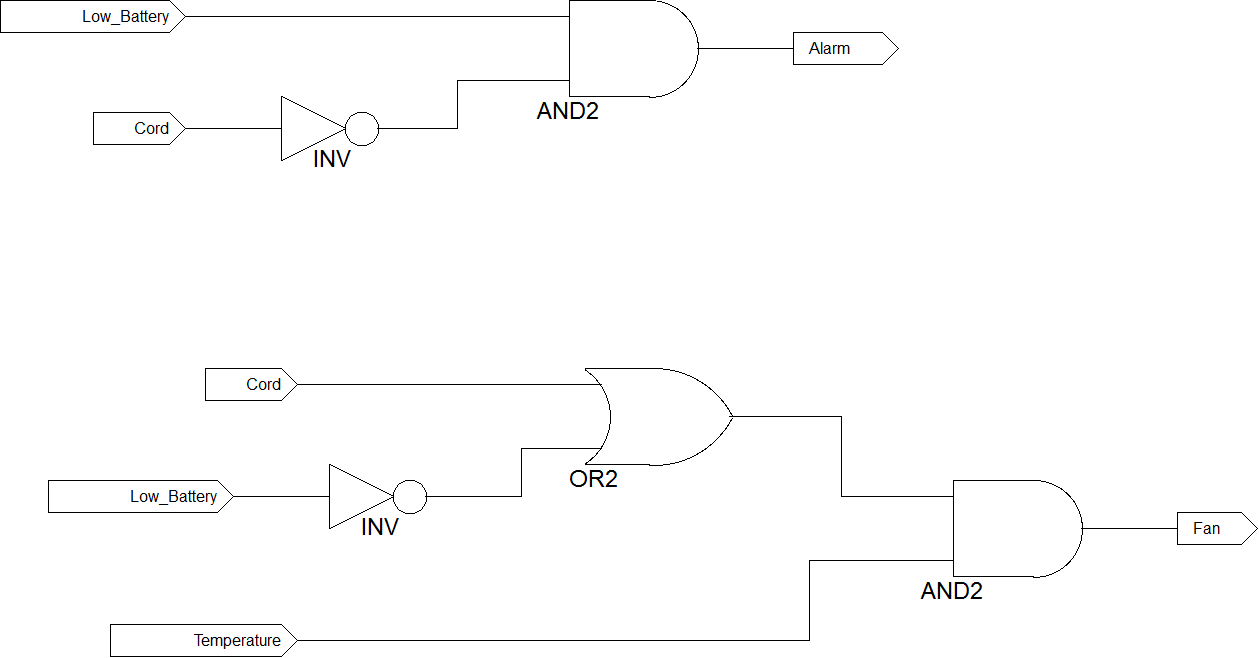 Low_Battery
Alarm
AND2
Cord
INV
Cord
OR2
Low_Battery
INV
Fan
AND2
Temperature